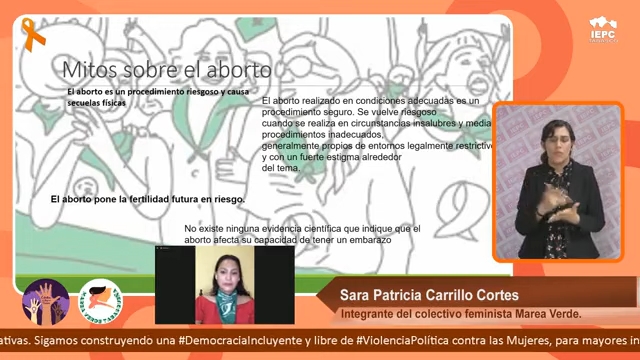 IEPC
Mitos sobre el aborto
El aborto es un procedimiento riesgoso y causa
secuelas físicas
El aborto realizado en condiciones adecuadas es un
procedimiento seguro. Se vuelve riesgoso
cuando se realiza en circunstancias insalubres y media
procedimientos inadecuados,
generalmente propios de entornos legalmente restrictiv
y con un fuerte estigma alrededor
del tema.
El aborto pone la fertilidad futura en riesgo.
No existe ninguna evidencia científica que indique que el
aborto afecta su capacidad de tener un embarazo
Sara Patricia Carrillo Cortes
Integrante del colectivo feminista Marea Verde.
ativas. Sigamos construyendo una #DemocraciaIncluyente y libre de #ViolenciaPolítica contra las Mujeres, para mayores in